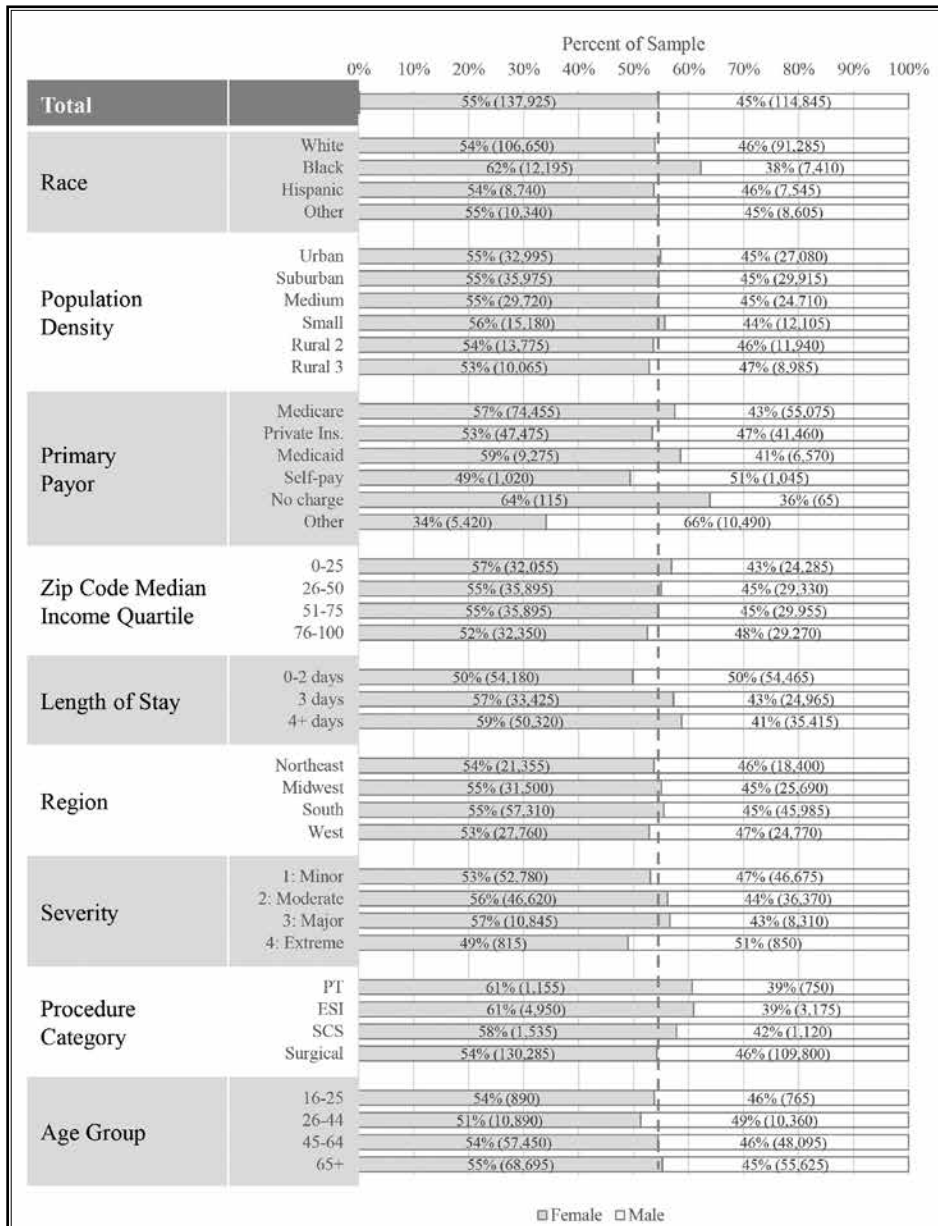 Percent of Sample
0% 10% 20% 30% 40% 50% 60% 70% 80% 90% 100%
Total 55% (137,925) 45% (114,845)
Race
White 54% (106,650) 46% (91,285)
Black 62% (12,195) 38% (7,410)
Hispanic 54% (8,740) 46% (7,545)
Other 55% (10,340) 45% (8,605)
Population
Density
Urban 55% (32,995) 45% (27,080)
Suburban 55% (35,975) 45% (29,915)
Medium 55% (29,720) 45% (24,710)
Small 56% (15,180) 44% (12,105)
Rural 2 54% (13,775) 46% (11,940)
Rural 3 53% (10,065) 47% (8,985)
Primary
Payor
Medicare 57% (74,455) 43% (55,075)
Private Ins. 53% (47,475) 47% (41,460)
Medicaid 59% (9,275) 41% (6,570)
Self-pay 49% (1,020) 51% (1,045)
No charge 64% (115) 36% (65)
Other 34% (5,420) 66% (10,490)
Zip Code Median
Income Quartile
0-25 57% (32,055) 43% (24,285)
26-50 55% (35,895) 45% (29,330)
51-75 55% (35,895) 45% (29,955)
76-100 52% (32,350) 48% (29,270)
Length of Stay
0-2 days 50% (54,180) 50% (54,465)
3 days 57% (33,425) 43% (24,965)
4+ days 59% (50,320) 41% (35,415)
Region
Northeast 54% (21,355) 46% (18,400)
Midwest 55% (31,500) 45% (25,690)
South 55% (57,310) 45% (45,985)
West 53% (27,760) 47% (24,770)
Severity
1: Minor 53% (52,780) 47% (46,675)
2: Moderate 56% (46,620) 44% (36,370)
3: Major 57% (10,845) 43% (8,310)
4: Extreme 49% (815) 51% (850)
Procedure
Category
PT 61% (1,155) 39% (750)
ESI 61% (4,950) 39% (3,175)
SCS 58% (1,535) 42% (1,120)
Surgical 54% (130,285) 46% (109,800)
Age Group
16-25 54% (890) 46% (765)
26-44 51% (10,890) 49% (10,360)
45-64 54% (57,450) 46% (48,095)
65+ 55% (68,695) 45% (55,625)
Female Male